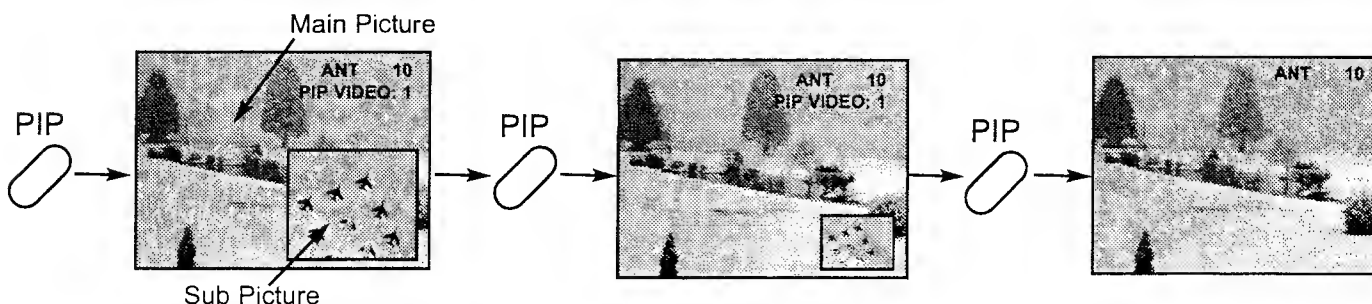 Main Picture
ANT 10
PIP VIDEO: 1
PIP
Sub Picture
ANT 10
PIP VIDEO: 1
PIP
ANT 10
PIP